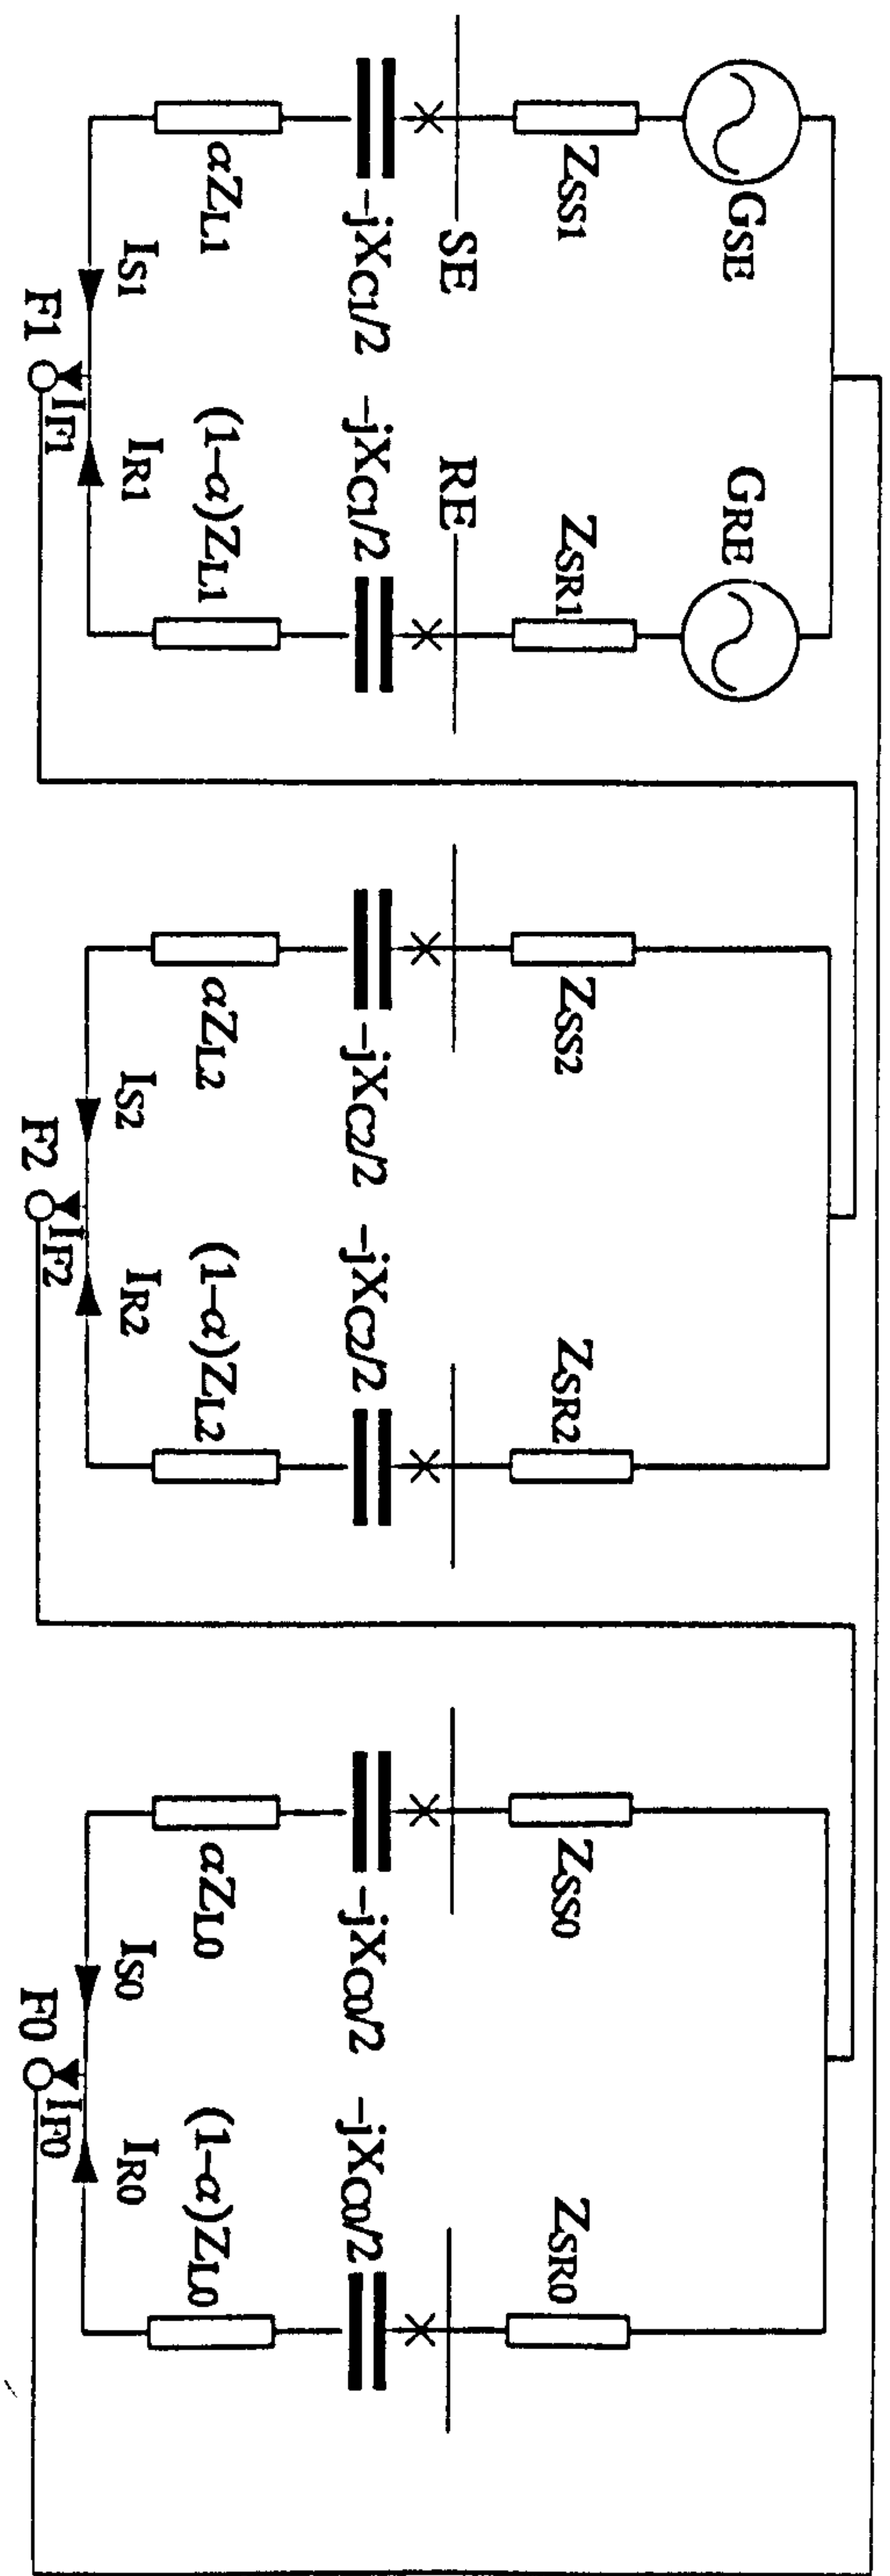 GSE
GRE
ZSS1
ZSR1
SE
RE
-jXC1/2
-jXC1/2
αZL1
(1-α)ZL1
IS1
IR1
F1
IF1
ZSS2
ZSR2
-jXC2/2
-jXC2/2
αZL2
(1-α)ZL2
IS2
IR2
F2
IF2
ZSS0
ZSR0
-jXC0/2
-jXC0/2
αZL0
(1-α)ZL0
IS0
IR0
F0
IF0